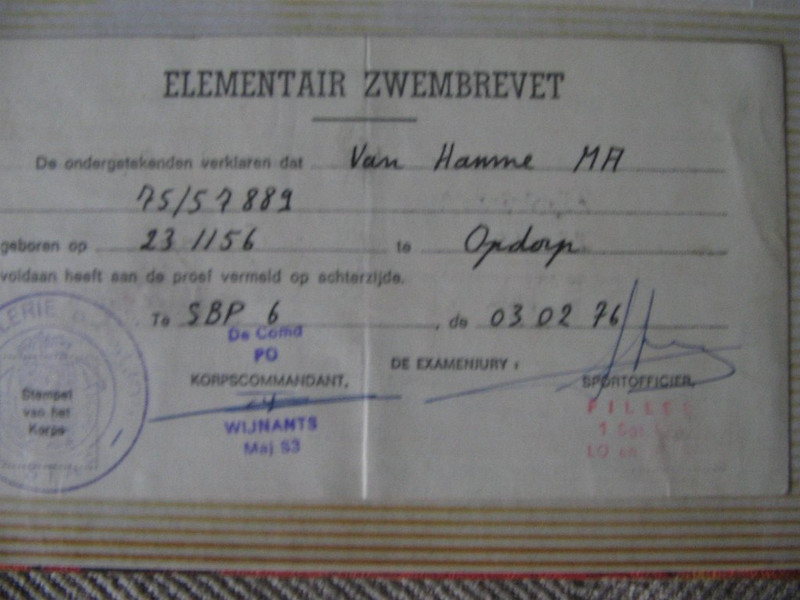 ELEMENTAIR ZWEMBREVET
De ondergetekenden verklaren dat Van Hamme MA
75/57889
geboren op 23 11 56 te Opdorp
voldaan heeft aan de proef vermeld op achterzijde.
Te SBP 6, de 03 02 76
De Comd
PO
DE EXAMENJURY :
KORPSCOMMANDANT,
SPORTOFFICIER,
WIJNANTS
Maj S3
LERIE
Stempel
van het
Korps